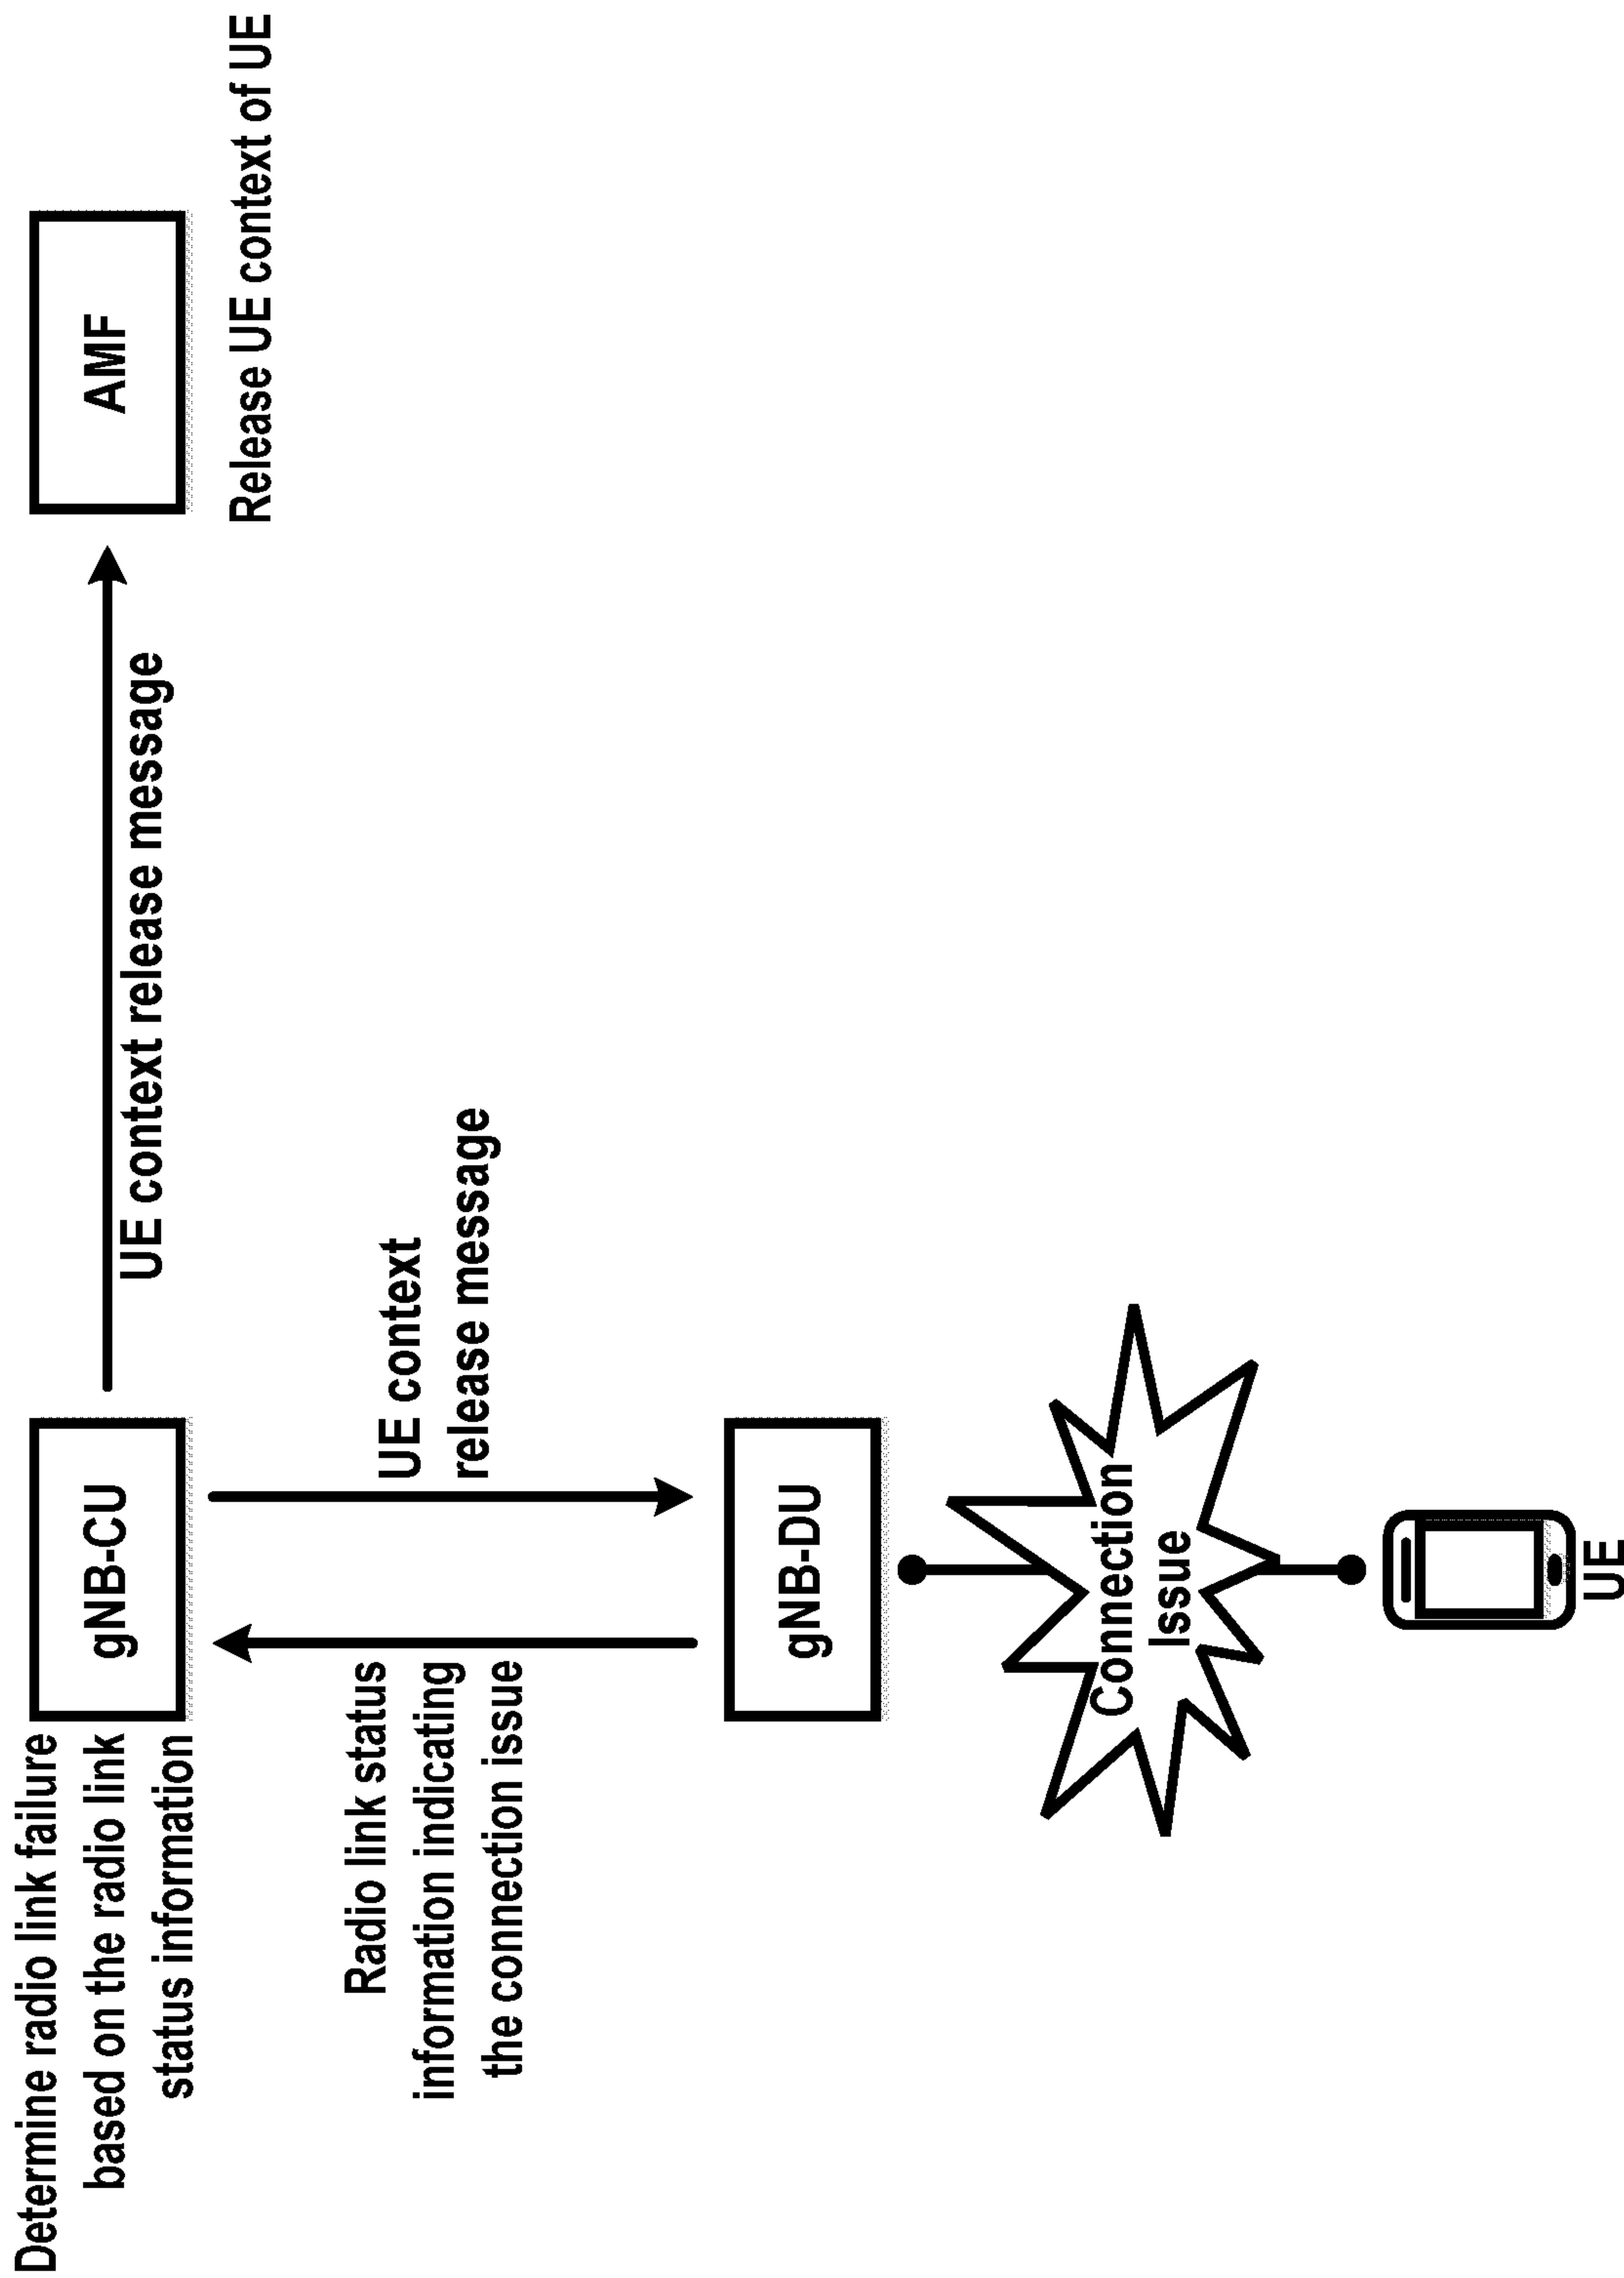 Determine radio link failure
based on the radio link
status information
gNB-CU
UE context release message
AMF
Release UE context of UE
Radio link status
information indicating
the connection issue
UE context
release message
gNB-DU
Connection
Issue
UE